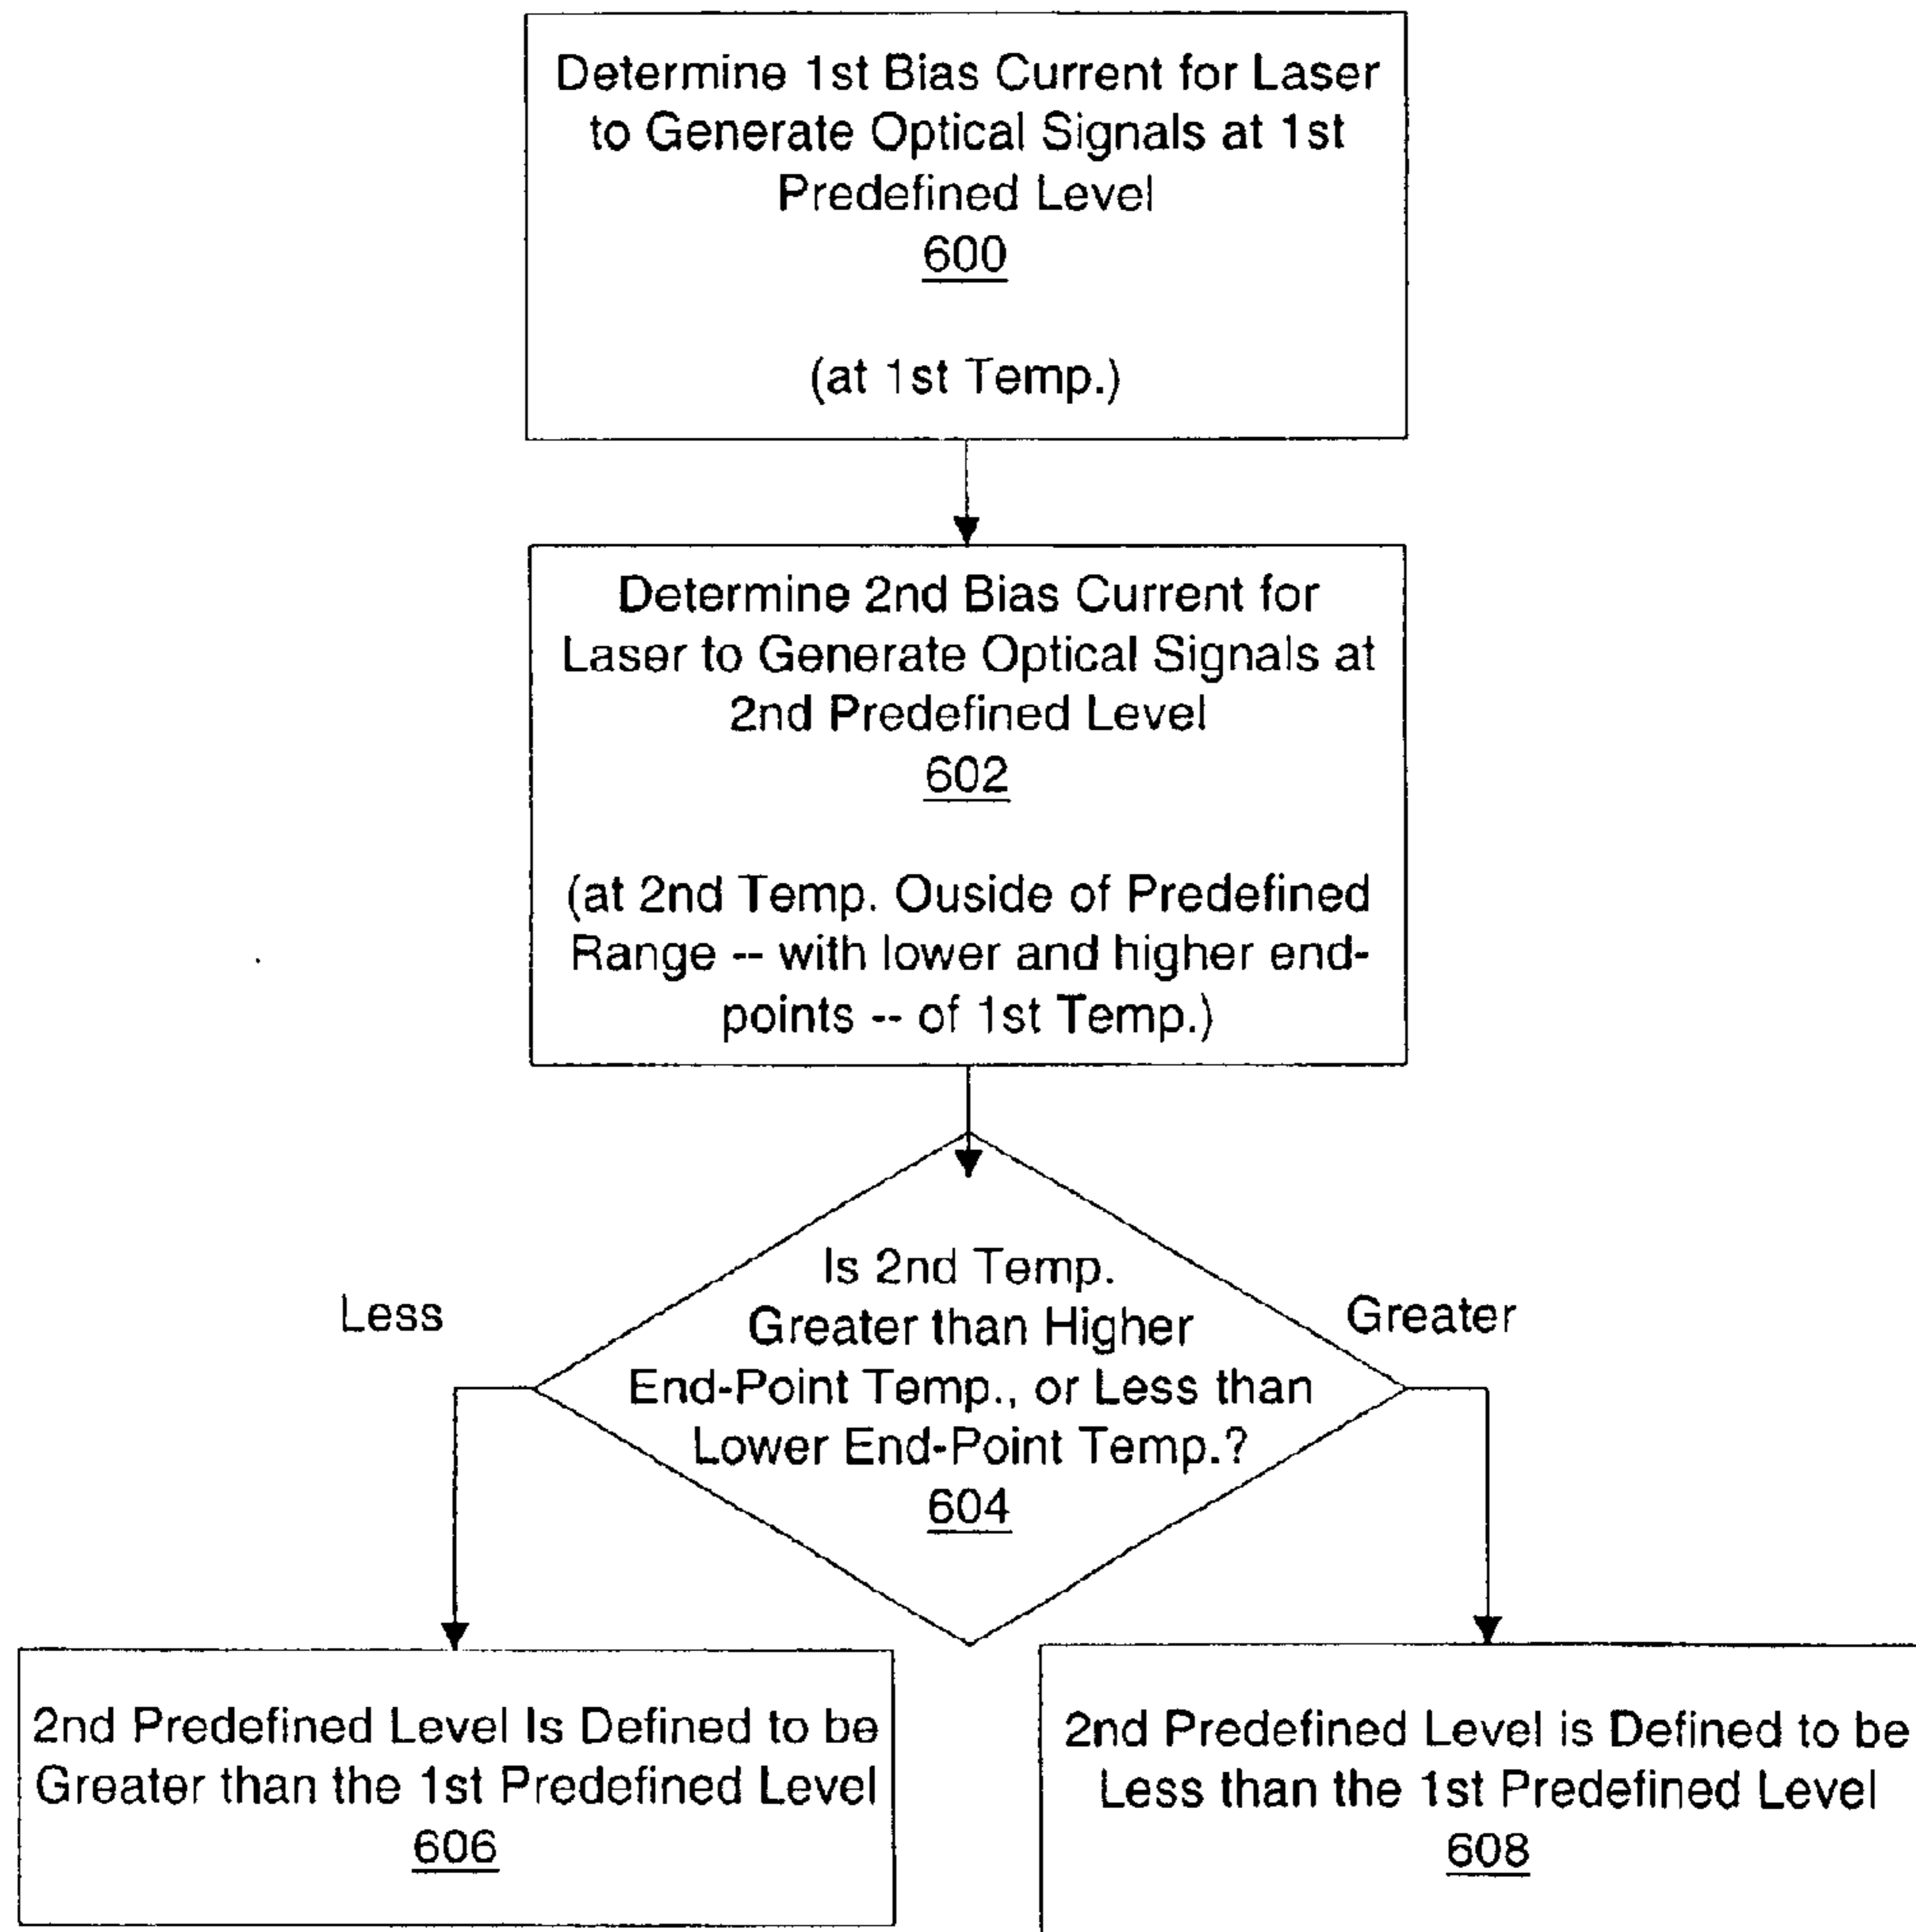 Determine 1st Bias Current for Laser
to Generate Optical Signals at 1st
Predefined Level
600
(at 1st Temp.)
Determine 2nd Bias Current for
Laser to Generate Optical Signals at
2nd Predefined Level
602
(at 2nd Temp. Ouside of Predefined
Range -- with lower and higher end-
points -- of 1st Temp.)
Is 2nd Temp.
Greater than Higher
End-Point Temp., or Less than
Lower End-Point Temp.?
604
Less
Greater
2nd Predefined Level Is Defined to be
Greater than the 1st Predefined Level
606
2nd Predefined Level is Defined to be
Less than the 1st Predefined Level
608